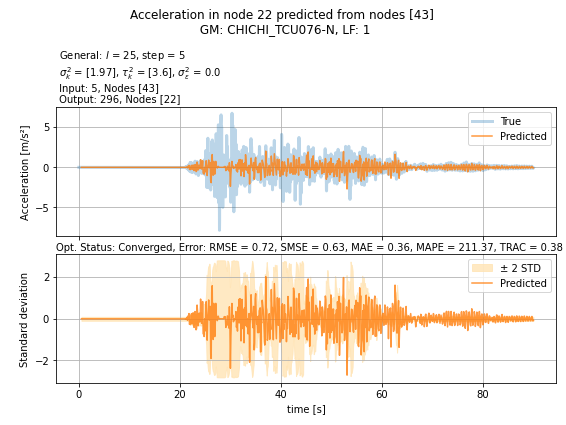 Acceleration in node 22 predicted from nodes [43]
GM: CHICHI_TCU076-N, LF: 1
General: l = 25, step = 5
σ²ₖ = [1.97], τ²ₖ = [3.6], σ²ε = 0.0
Input: 5, Nodes [43]
Output: 296, Nodes [22]
True
Predicted
5
0
−5
Acceleration [m/s²]
Opt. Status: Converged, Error: RMSE = 0.72, SMSE = 0.63, MAE = 0.36, MAPE = 211.37, TRAC = 0.38
± 2 STD
Predicted
2
0
−2
Standard deviation
0 20 40 60 80
time [s]